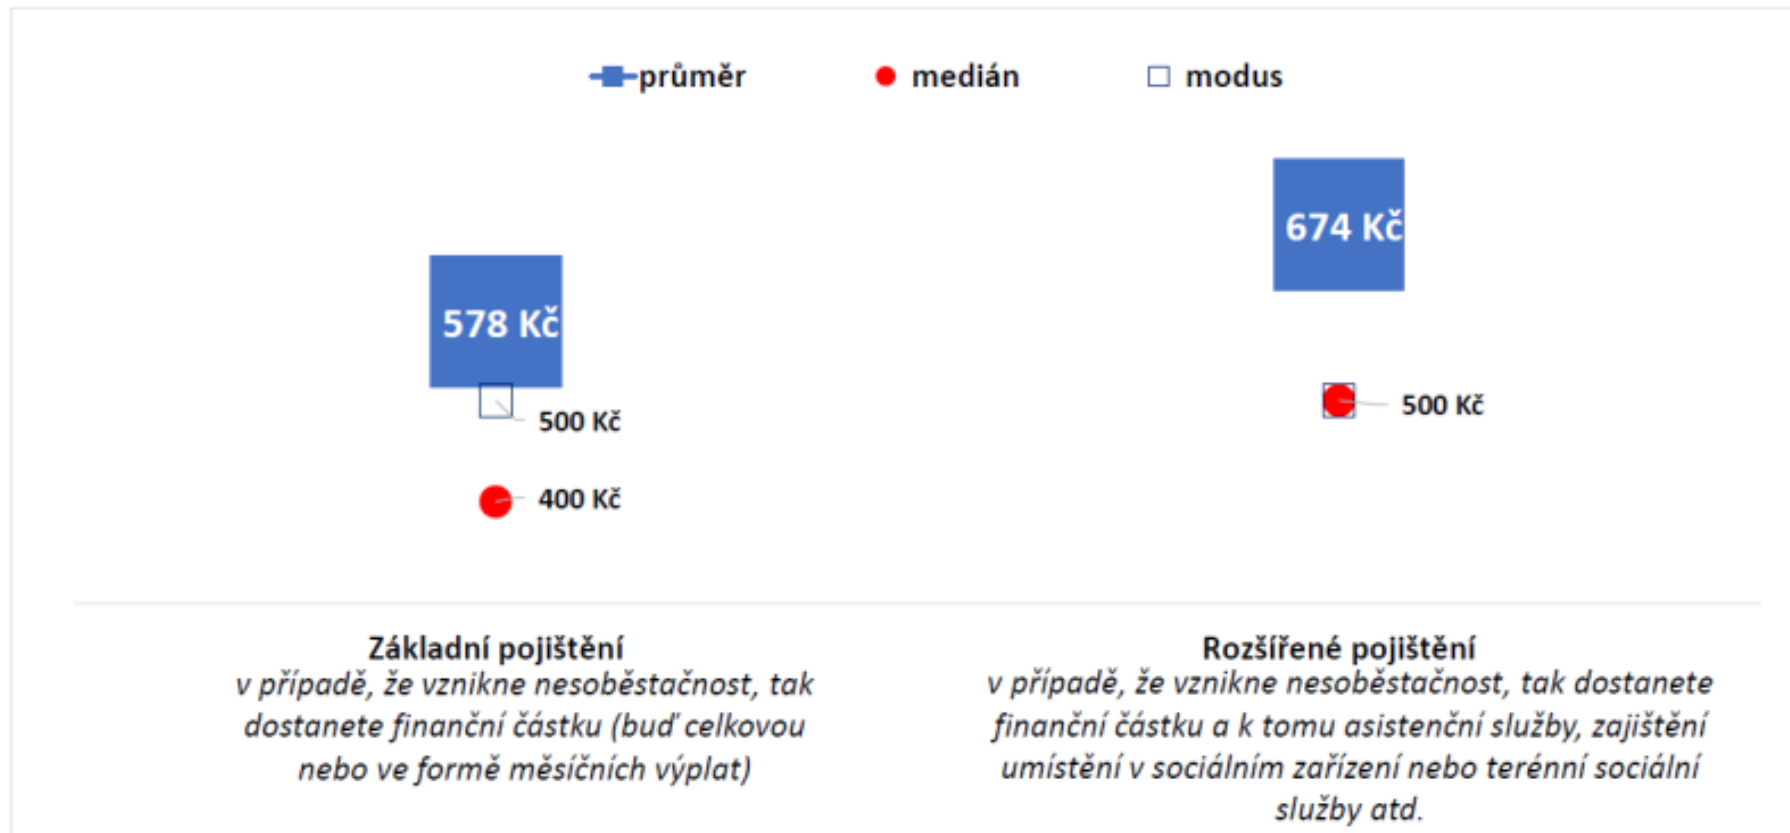 průměr
medián
modus
674 Kč
578 Kč
500 Kč
500 Kč
400 Kč
Základní pojištění
v případě, že vznikne nesoběstačnost, tak
dostanete finanční částku (buď celkovou
nebo ve formě měsíčních výplat)
Rozšířené pojištění
v případě, že vznikne nesoběstačnost, tak dostanete
finanční částku a k tomu asistenční služby, zajištění
umístění v sociálním zařízení nebo terénní sociální
služby atd.